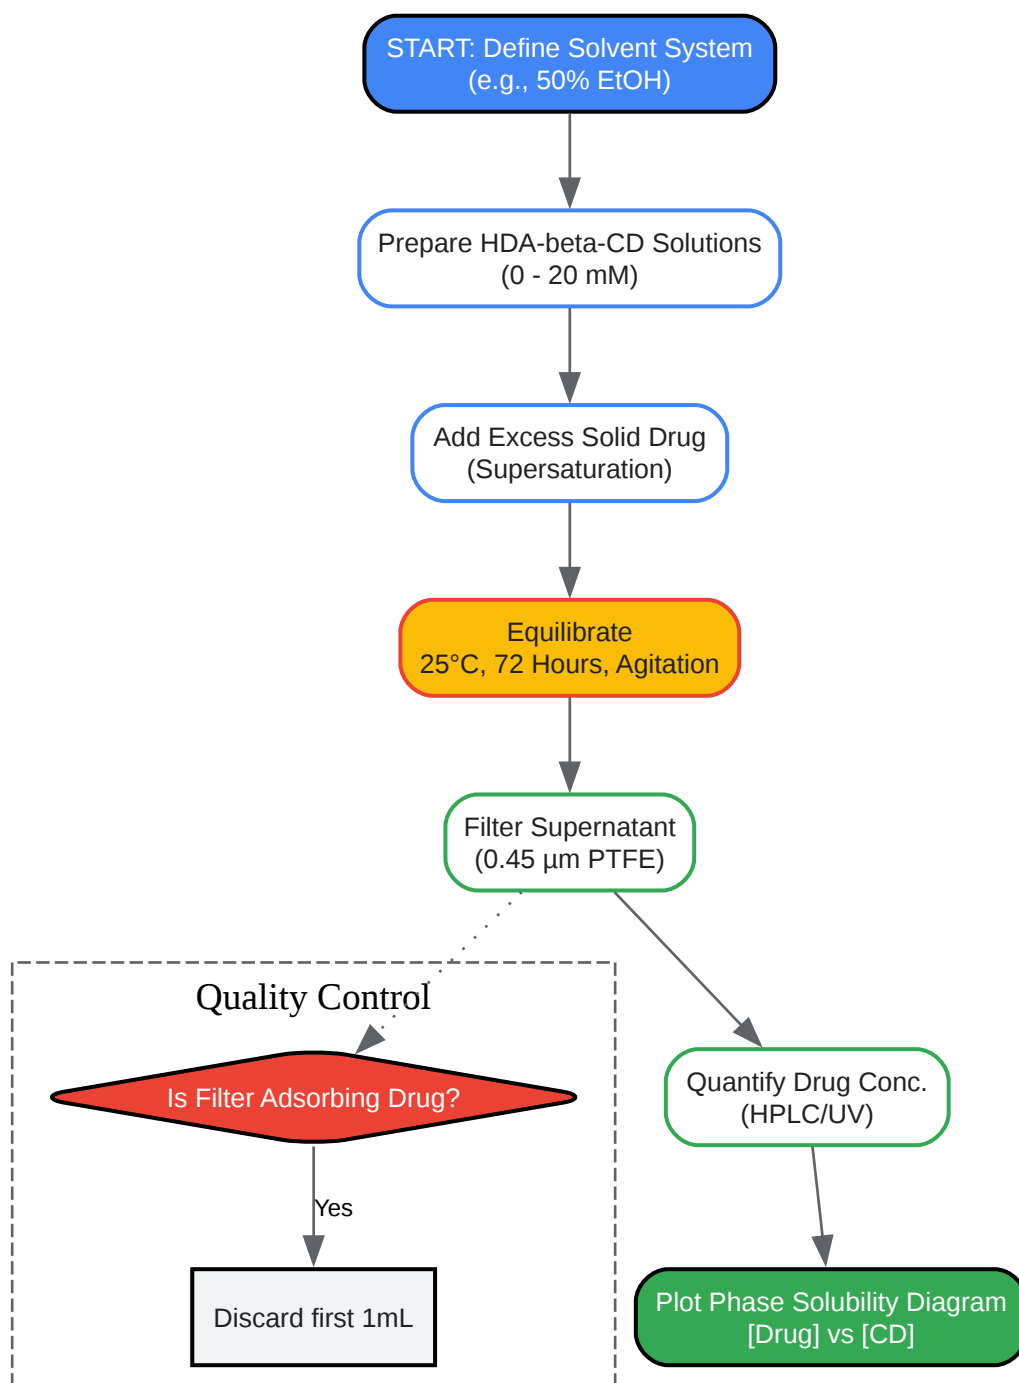 START: Define Solvent System
(e.g., 50% EtOH)
Prepare HDA-beta-CD Solutions
(0 - 20 mM)
Add Excess Solid Drug
(Supersaturation)
Equilibrate
25°C, 72 Hours, Agitation
Filter Supernatant
(0.45 µm PTFE)
Quality Control
Is Filter Adsorbing Drug?
Yes
Discard first 1mL
Quantify Drug Conc.
(HPLC/UV)
Plot Phase Solubility Diagram
[Drug] vs [CD]